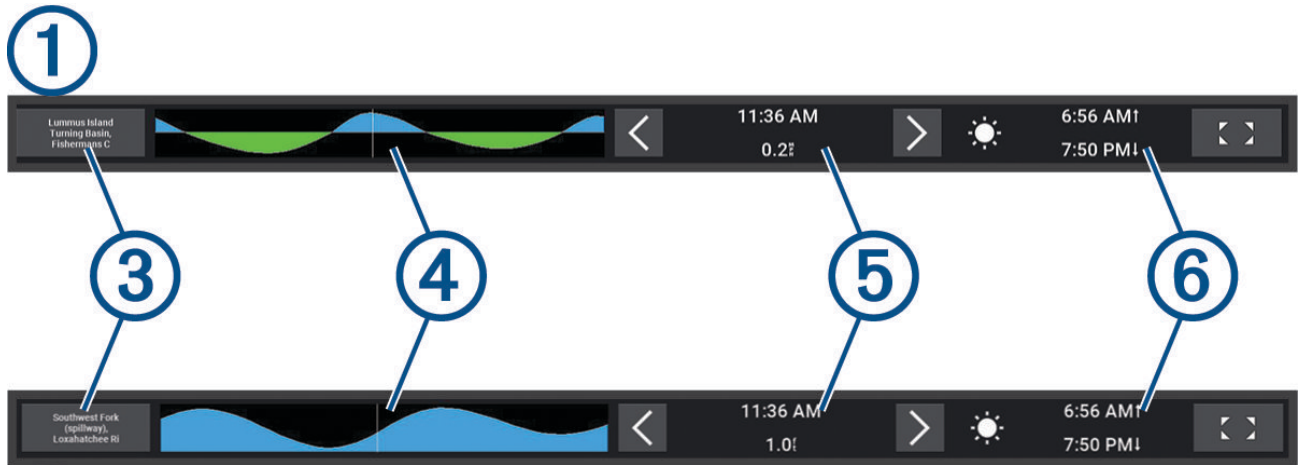 1
Lummus Island
Turning Basin,
Fishermans C
11:36 AM
0.2
6:56 AM↑
7:50 PM↓
3
4
5
6
Southwest Fork
(spillway),
Loxahatchee Ri
11:36 AM
1.0
6:56 AM↑
7:50 PM↓